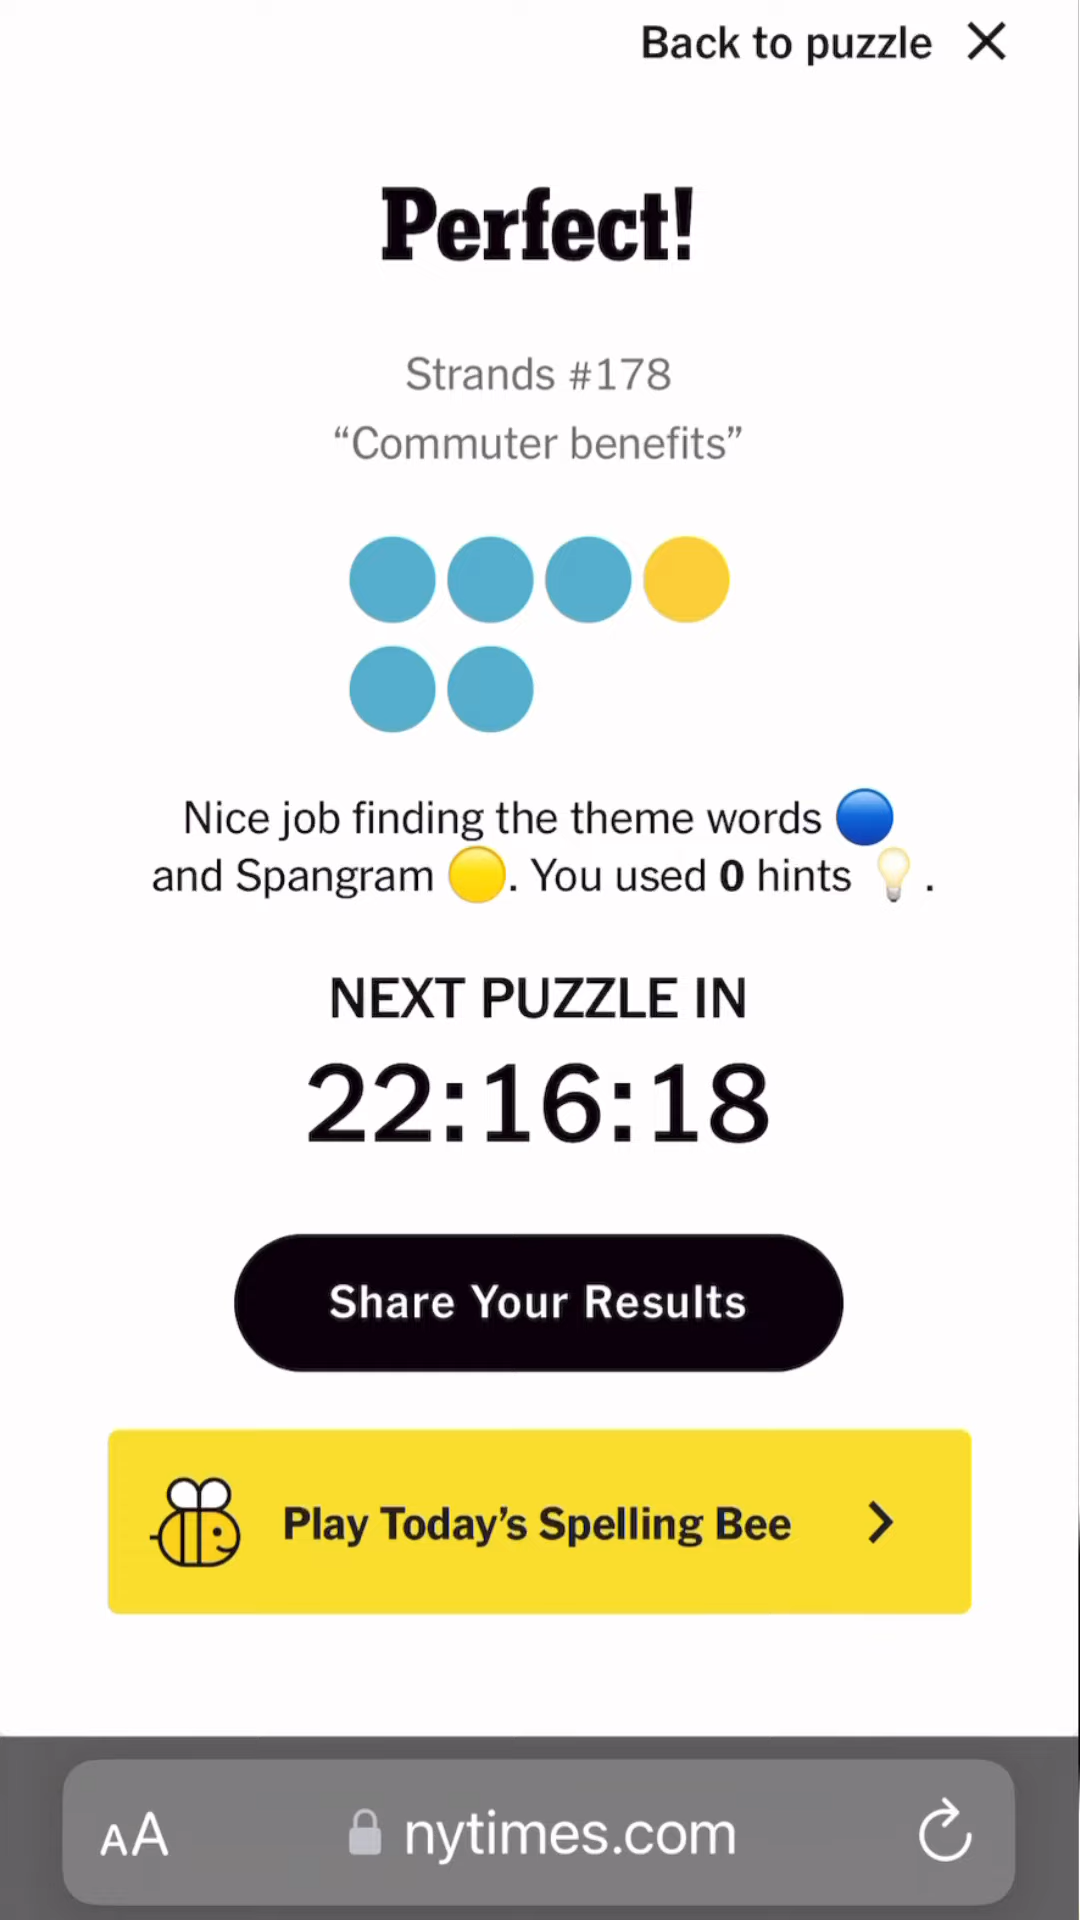 Back to puzzle
Perfect!
Strands #178
“Commuter benefits”
Nice job finding the theme words
and Spangram . You used 0 hints .
NEXT PUZZLE IN
22:16:18
Share Your Results
Play Today’s Spelling Bee
AA nytimes.com